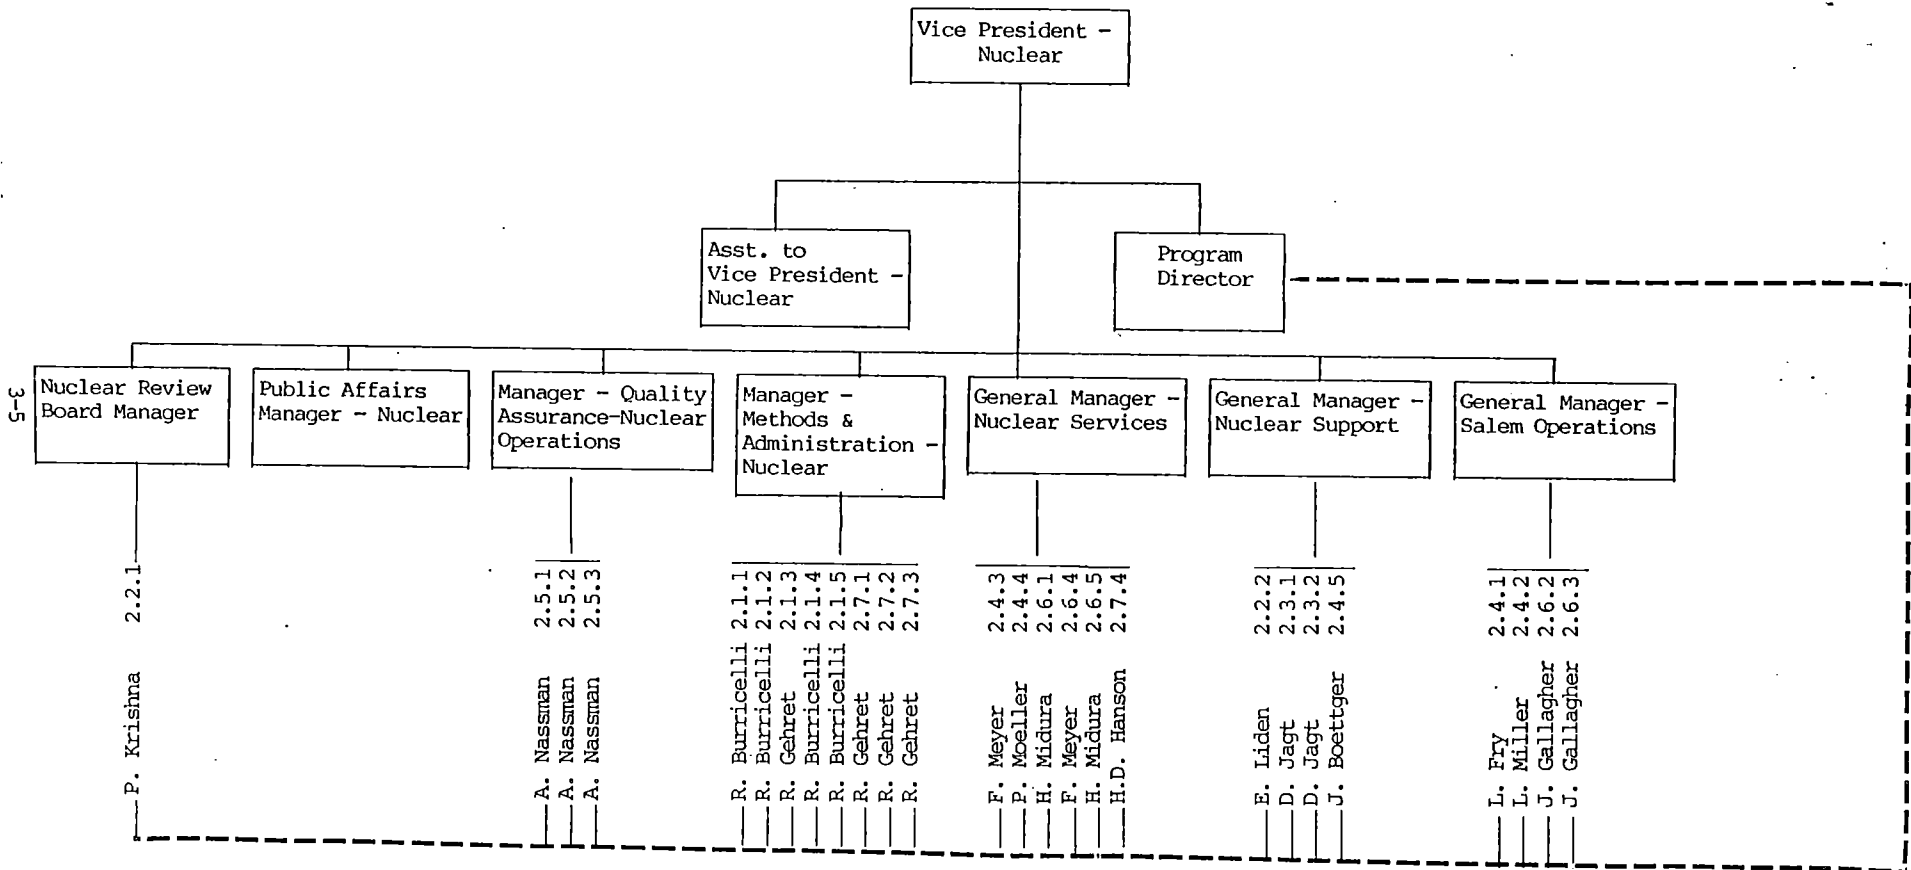 Vice President -
Nuclear
Asst. to
Vice President -
Nuclear
Program
Director
3-5
Nuclear Review
Board Manager
Public Affairs
Manager - Nuclear
Manager - Quality
Assurance-Nuclear
Operations
Manager -
Methods &
Administration -
Nuclear
General Manager -
Nuclear Services
General Manager -
Nuclear Support
General Manager -
Salem Operations
P. Krishna 2.2.1
A. Nassman 2.5.1
A. Nassman 2.5.2
A. Nassman 2.5.3
R. Burricelli 2.1.1
R. Burricelli 2.1.2
R. Gehret 2.1.3
R. Burricelli 2.1.4
R. Burricelli 2.1.5
R. Gehret 2.7.1
R. Gehret 2.7.2
R. Gehret 2.7.3
F. Meyer 2.4.3
P. Moeller 2.4.4
H. Midura 2.6.1
F. Meyer 2.6.4
H. Midura 2.6.5
H.D. Hanson 2.7.4
E. Liden 2.2.2
D. Jagt 2.3.1
D. Jagt 2.3.2
J. Boettger 2.4.5
L. Fry 2.4.1
L. Miller 2.4.2
J. Gallagher 2.6.2
J. Gallagher 2.6.3